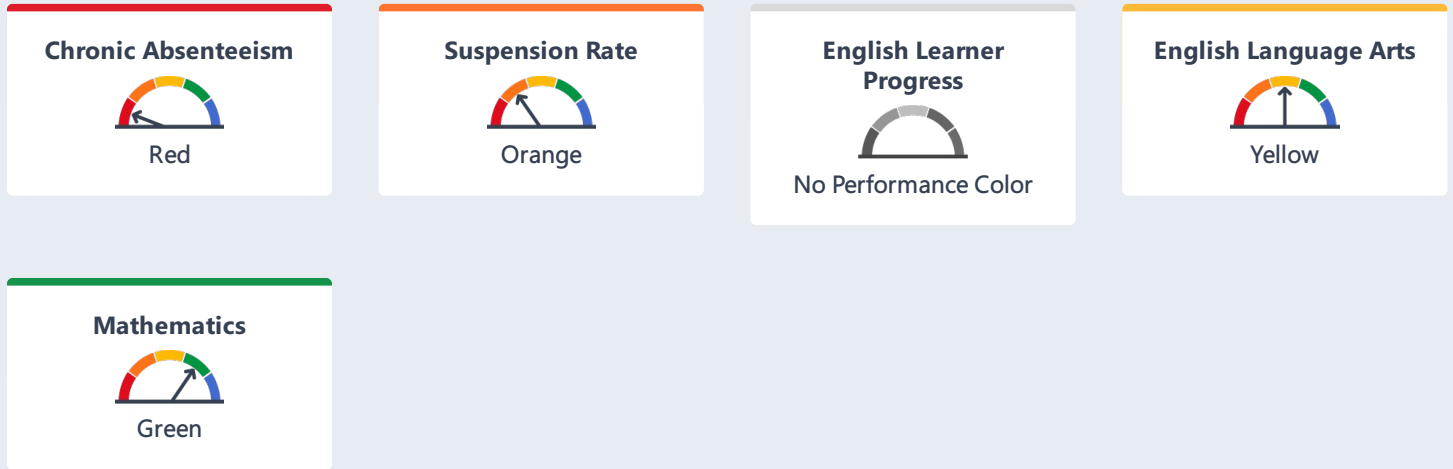 Chronic Absenteeism
Red
Suspension Rate
Orange
English Learner
Progress
No Performance Color
English Language Arts
Yellow
Mathematics
Green